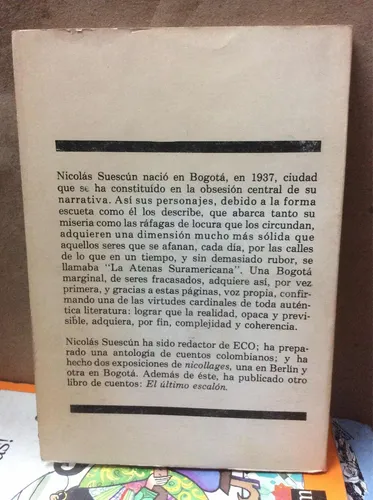 Nicolás Suescún nació en Bogotá, en 1937, ciudad
que se ha constituído en la obsesión central de su
narrativa. Así sus personajes, debido a la forma
escueta como él los describe, que abarca tanto su
miseria como las ráfagas de locura que los circundan,
adquieren una dimensión mucho más sólida que
aquellos seres que se afanan, cada día, por las calles
de lo que en un tiempo, y sin demasiado rubor, se
llamaba "La Atenas Suramericana". Una Bogotá
marginal, de seres fracasados, adquiere así, por vez
primera, y gracias a estas páginas, voz propia, confir-
mando una de las virtudes cardinales de toda autén-
tica literatura: lograr que la realidad, opaca y previ-
sible, adquiera, por fin, complejidad y coherencia.
Nicolás Suescún ha sido redactor de ECO; ha prepa-
rado una antología de cuentos colombianos; y ha
hecho dos exposiciones de nicollages, una en Berlín y
otra en Bogotá. Además de éste, ha publicado otro
libro de cuentos: El último escalón.